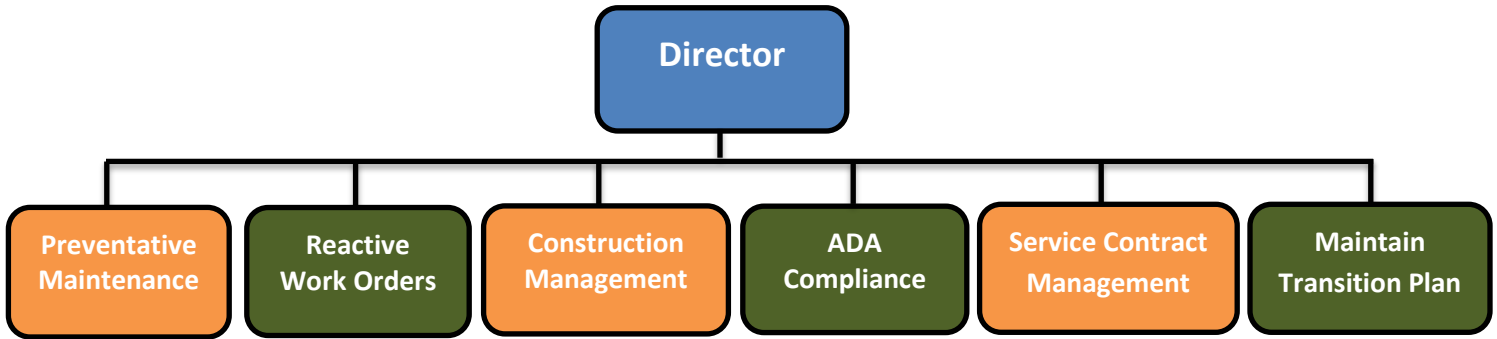 Director
Preventative
Maintenance
Reactive
Work Orders
Construction
Management
ADA
Compliance
Service Contract
Management
Maintain
Transition Plan